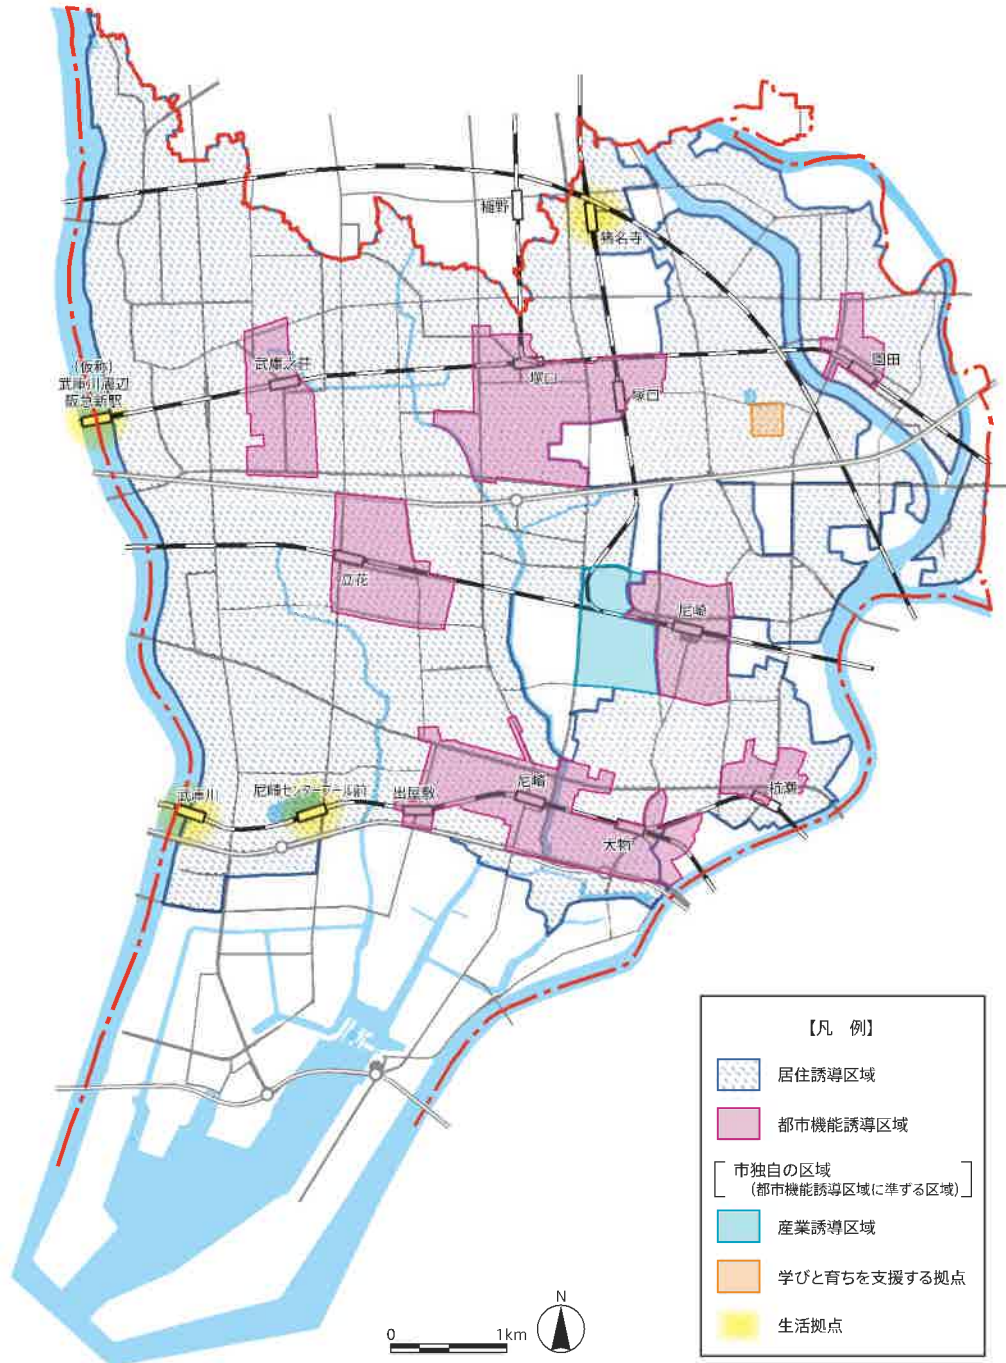 稲野
猪名寺
園田
武庫之荘
塚口
塚口
(仮称)
武庫川周辺
阪急新駅
立花
尼崎
武庫川
尼崎センタープール前
出屋敷
尼崎
大物
杭瀬
【凡 例】
居住誘導区域
都市機能誘導区域
市独自の区域
(都市機能誘導区域に準ずる区域)
産業誘導区域
学びと育ちを支援する拠点
生活拠点
N
0 1km